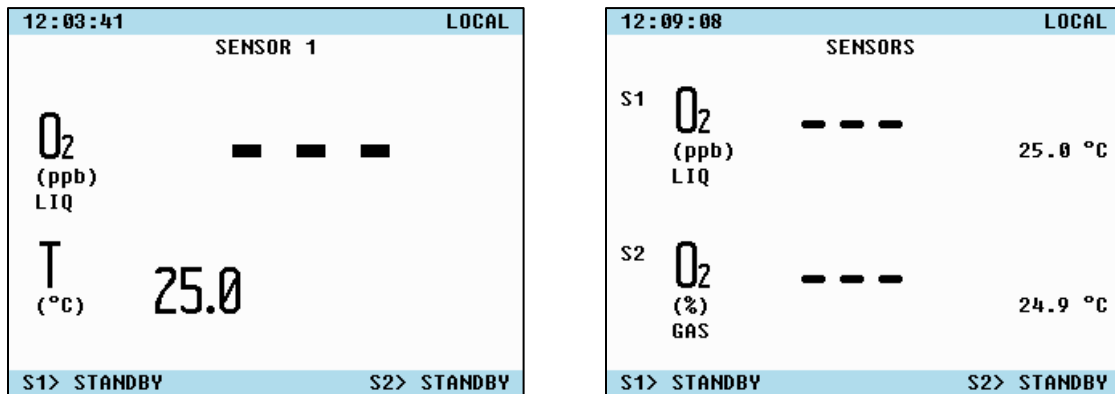 12:03:41 LOCAL
SENSOR 1
O2 - - -
(ppb)
LIQ
T 25.0
(°C)
S1> STANDBY S2> STANDBY
12:09:08 LOCAL
SENSORS
S1 O2 - - -
(ppb) 25.0 °C
LIQ
S2 O2 - - -
(%) 24.9 °C
GAS
S1> STANDBY S2> STANDBY